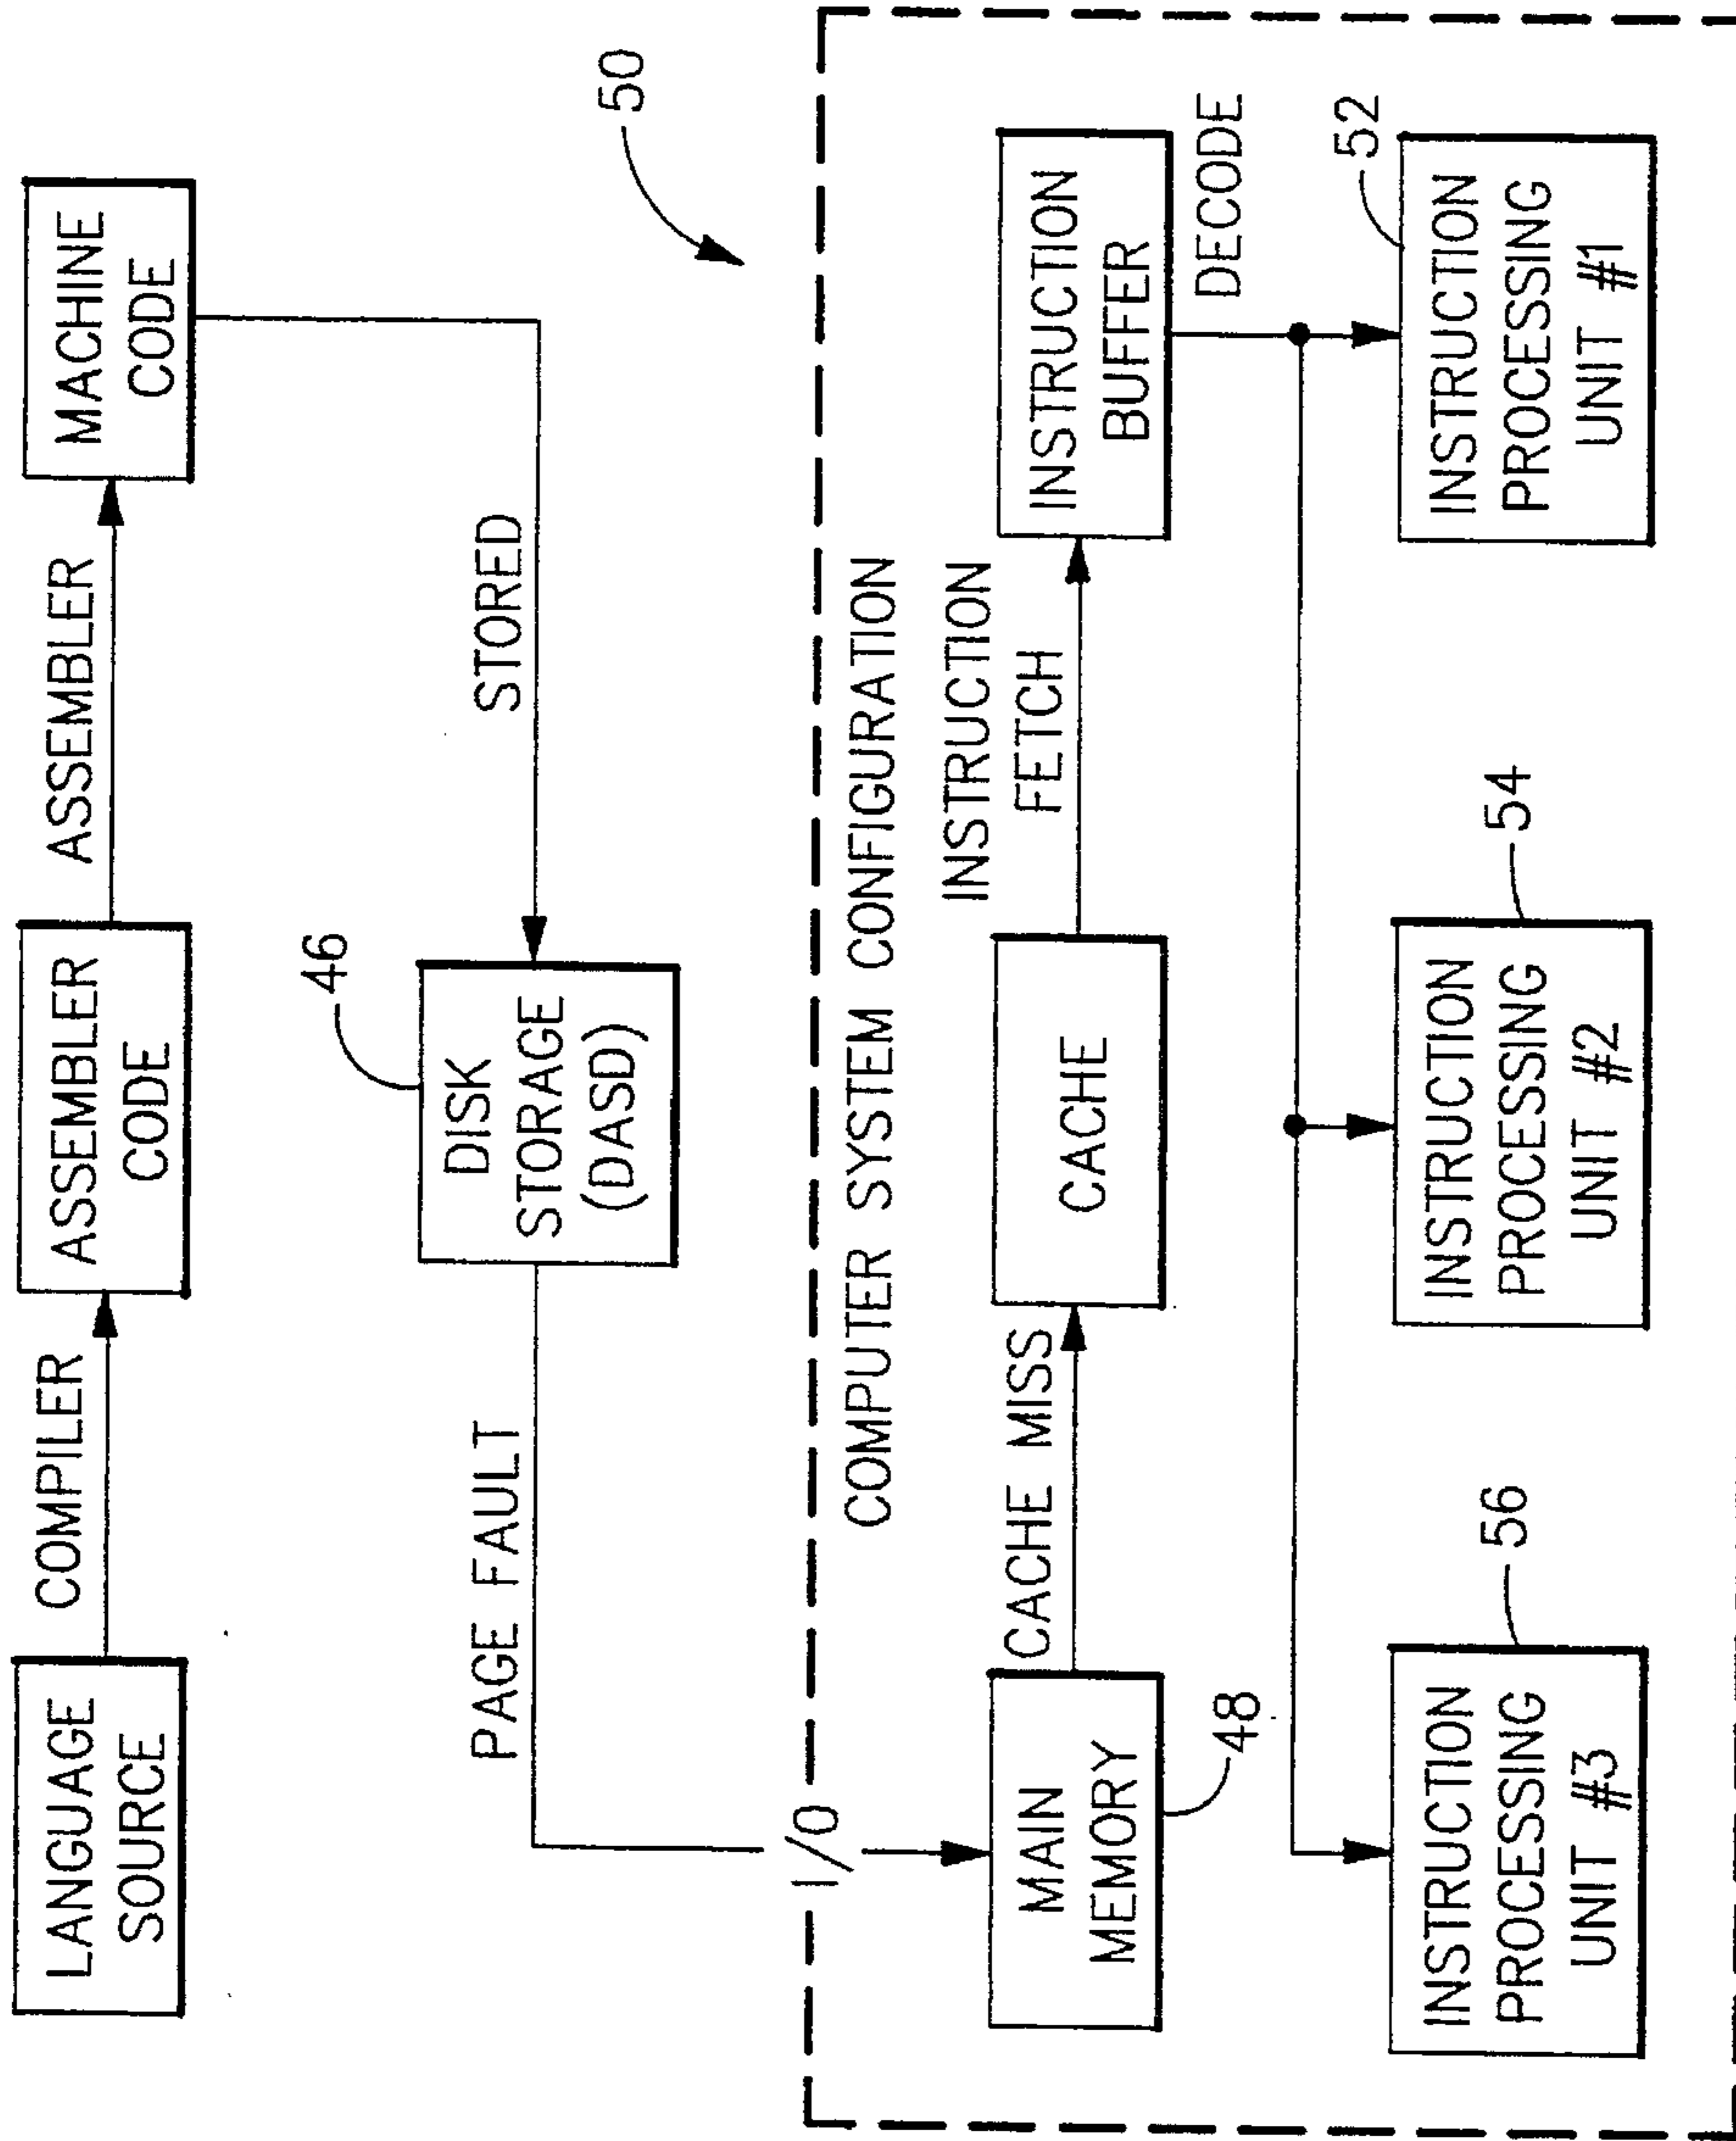 LANGUAGE
SOURCE
COMPILER
ASSEMBLER
CODE
ASSEMBLER
MACHINE
CODE
PAGE FAULT
46
DISK
STORAGE
(DASD)
STORED
50
I/O
COMPUTER SYSTEM CONFIGURATION
MAIN
MEMORY
48
CACHE MISS
CACHE
INSTRUCTION
FETCH
INSTRUCTION
BUFFER
DECODE
INSTRUCTION
PROCESSING
UNIT #3
56
INSTRUCTION
PROCESSING
UNIT #2
54
INSTRUCTION
PROCESSING
UNIT #1
52